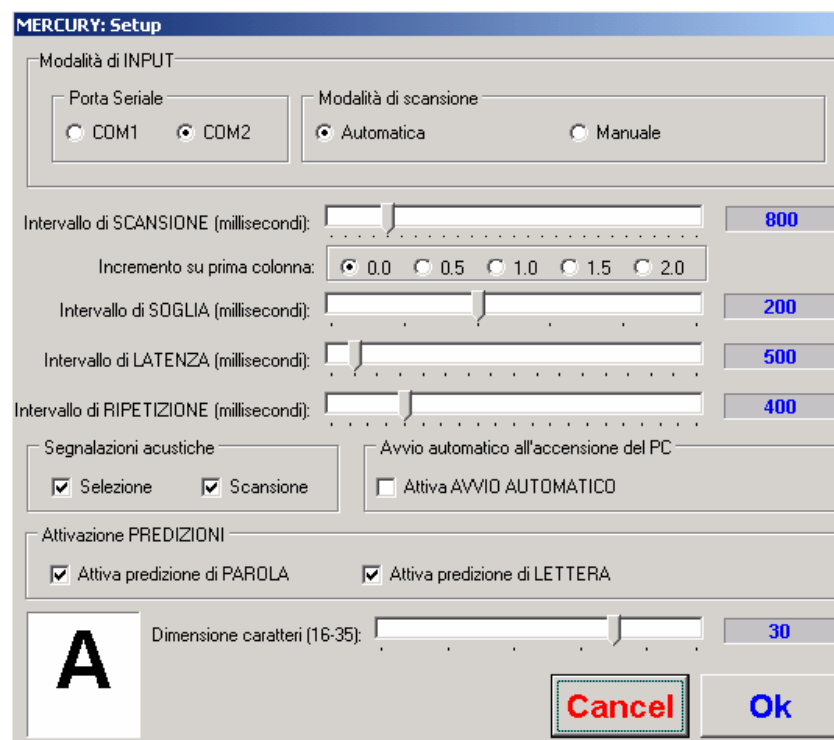 MERCURY: Setup
Modalità di INPUT
Porta Seriale
Modalità di scansione
COM1 COM2 Automatica Manuale
Intervallo di SCANSIONE (millisecondi): 800
Incremento su prima colonna: 0.0 0.5 1.0 1.5 2.0
Intervallo di SOGLIA (millisecondi): 200
Intervallo di LATENZA (millisecondi): 500
Intervallo di RIPETIZIONE (millisecondi): 400
Segnalazioni acustiche
Avvio automatico all'accensione del PC
Selezione Scansione Attiva AVVIO AUTOMATICO
Attivazione PREDIZIONI
Attiva predizione di PAROLA Attiva predizione di LETTERA
A
Dimensione caratteri (16-35): 30
Cancel Ok